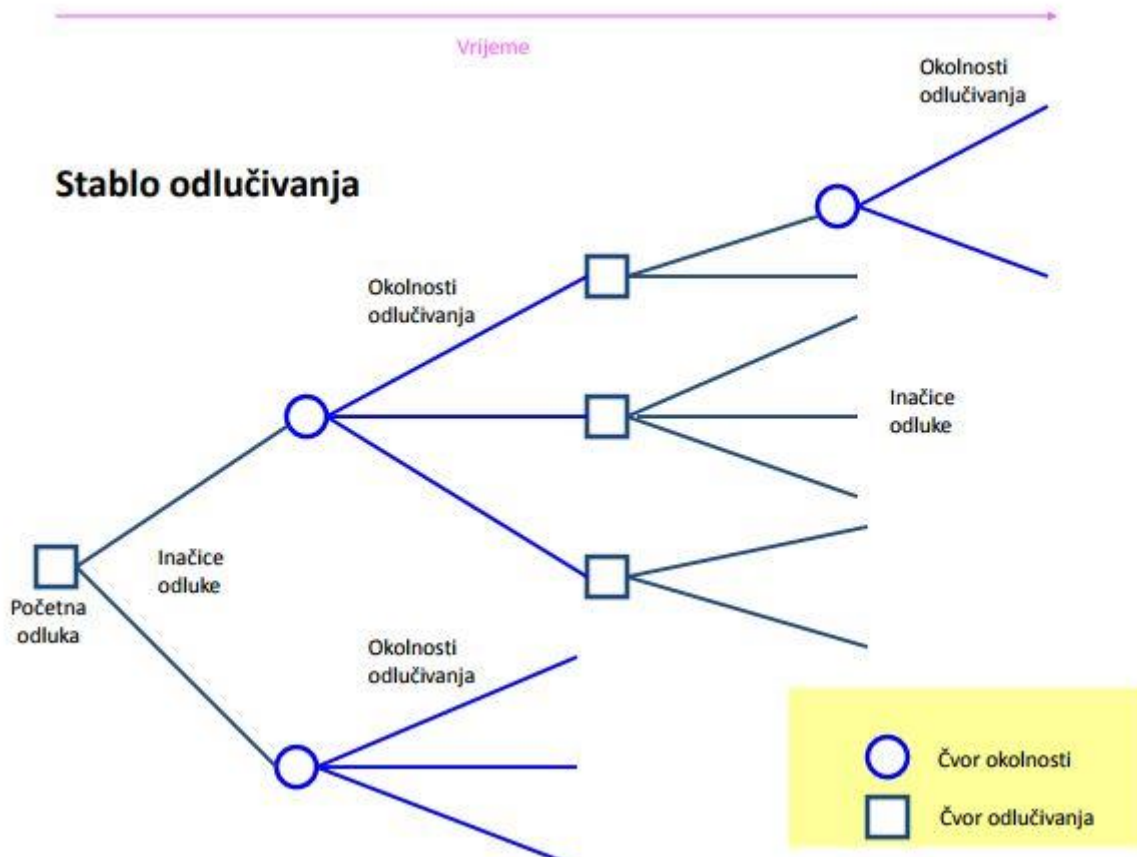 Vrijeme
Okolnosti
odlučivanja
Stablo odlučivanja
Okolnosti
odlučivanja
Inačice
odluke
Inačice
odluke
Početna
odluka
Okolnosti
odlučivanja
Čvor okolnosti
Čvor odlučivanja